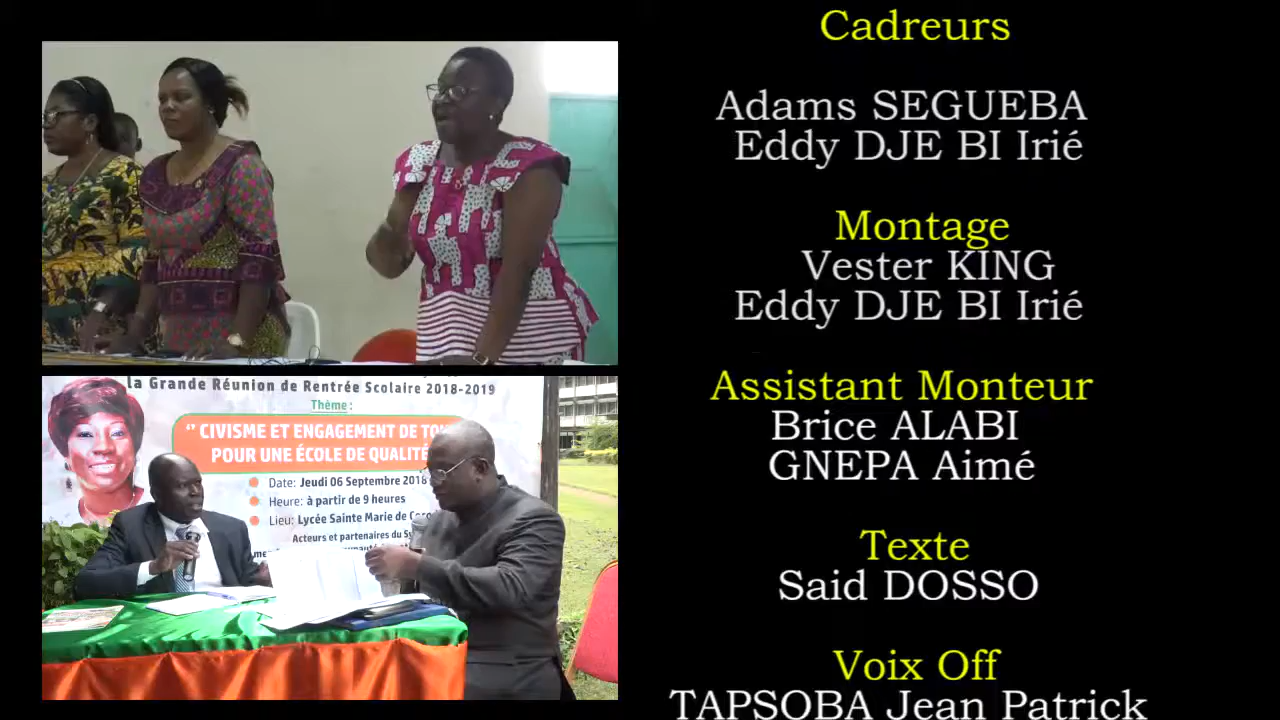 la Grande Réunion de Rentrée Scolaire 2018-2019
Thème :
'' CIVISME ET ENGAGEMENT DE
POUR UNE ÉCOLE DE QUALITÉ
Date: Jeudi 06 Septembre 2018
Heure: à partir de 9 heures
Lieu: Lycée Sainte Marie de
Acteurs et partenaires du
Cadreurs
Adams SEGUEBA
Eddy DJE BI Irié
Montage
Vester KING
Eddy DJE BI Irié
Assistant Monteur
Brice ALABI
GNEPA Aimé
Texte
Said DOSSO
Voix Off
TAPSOBA Jean Patrick